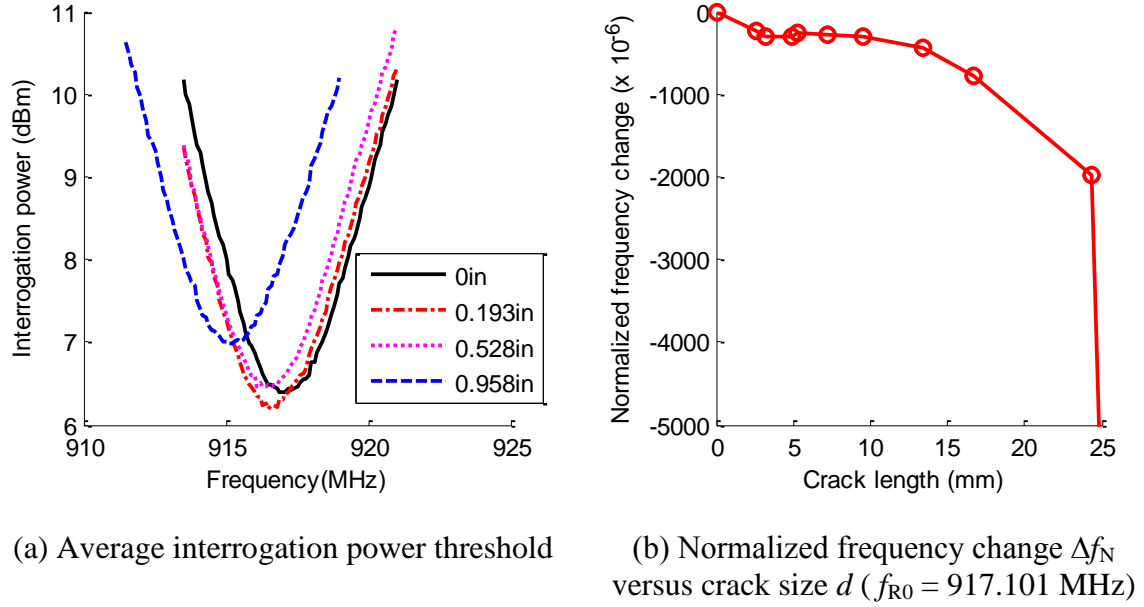 Interrogation power (dBm)
11
10
9
8
7
6
910
915
920
925
Frequency(MHz)
0in
0.193in
0.528in
0.958in
(a) Average interrogation power threshold
Normalized frequency change (x 10-6)
0
-1000
-2000
-3000
-4000
-5000
0
5
10
15
20
25
Crack length (mm)
(b) Normalized frequency change ΔfN
versus crack size d ( fR0 = 917.101 MHz)